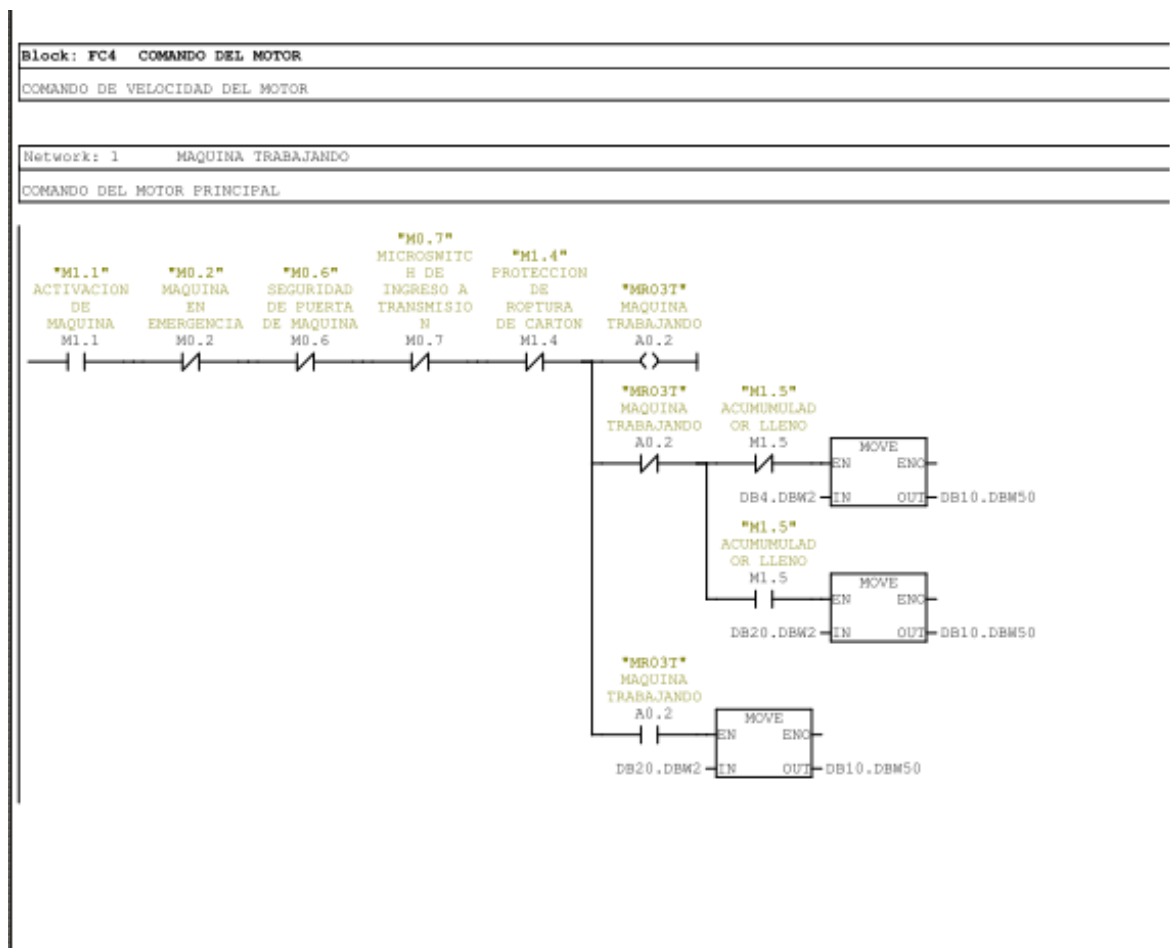 Block: FC4 COMANDO DEL MOTOR
COMANDO DE VELOCIDAD DEL MOTOR
Network: 1 MAQUINA TRABAJANDO
COMANDO DEL MOTOR PRINCIPAL
"M1.1"
ACTIVACION
DE
MAQUINA
M1.1
"M0.2"
MAQUINA
EN
EMERGENCIA
M0.2
"M0.6"
SEGURIDAD
DE PUERTA
DE MAQUINA
M0.6
"M0.7"
MICROSWITC
H DE
INGRESO A
TRANSMISIO
N
M0.7
"M1.4"
PROTECCION
DE
ROPTURA
DE CARTON
M1.4
"MR03T"
MAQUINA
TRABAJANDO
A0.2
"MR03T"
MAQUINA
TRABAJANDO
A0.2
"M1.5"
ACUMUMULAD
OR LLENO
M1.5
MOVE
EN ENO
DB4.DBW2 IN OUT DB10.DBW50
"M1.5"
ACUMUMULAD
OR LLENO
M1.5
MOVE
EN ENO
DB20.DBW2 IN OUT DB10.DBW50
"MR03T"
MAQUINA
TRABAJANDO
A0.2
MOVE
EN ENO
DB20.DBW2 IN OUT DB10.DBW50